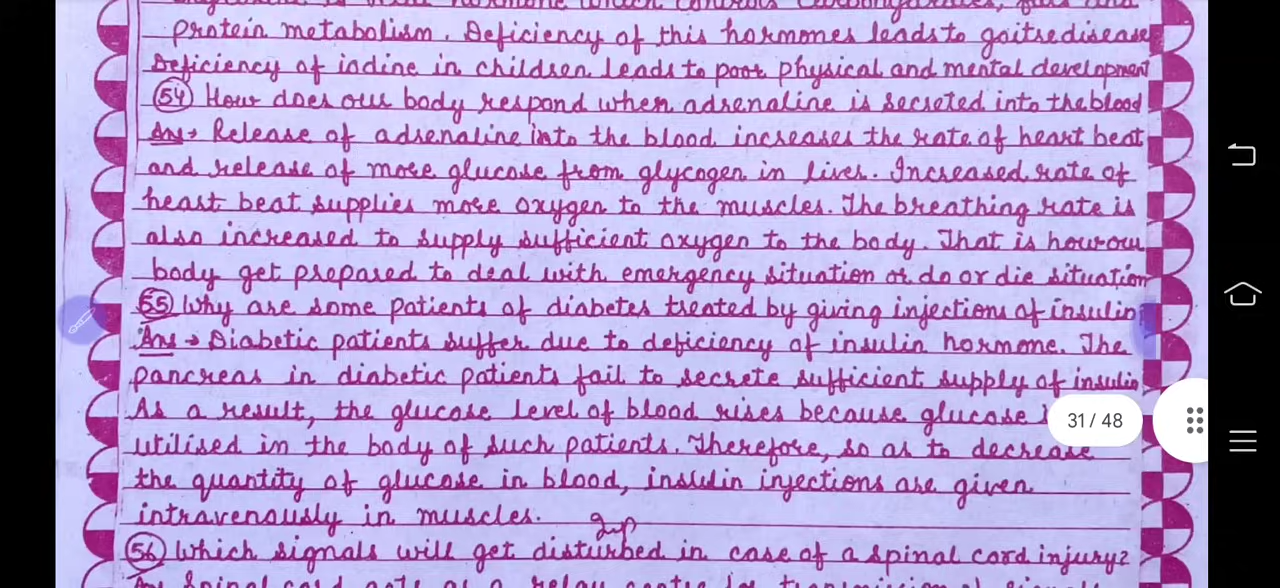 protein metabolism. Deficiency of this hormones leads to goitre disease
Deficiency of iodine in children leads to poor physical and mental development
54 How does our body respond when adrenaline is secreted into the blood
Ans → Release of adrenaline into the blood increases the rate of heart beat
and release of more glucose from glycogen in liver. Increased rate of
heart beat supplies more oxygen to the muscles. The breathing rate is
also increased to supply sufficient oxygen to the body. That is how our
body get prepared to deal with emergency situation or do or die situation
55 Why are some patients of diabetes treated by giving injections of insulin
Ans → Diabetic patients suffer due to deficiency of insulin hormone. The
pancreas in diabetic patients fail to secrete sufficient supply of insulin
As a result, the glucose level of blood rises because glucose
31 / 48
utilised in the body of such patients. Therefore, so as to decrease
the quantity of glucose in blood, insulin injections are given
intravenously in muscles.
Imp
56 Which signals will get disturbed in case of a spinal cord injury?